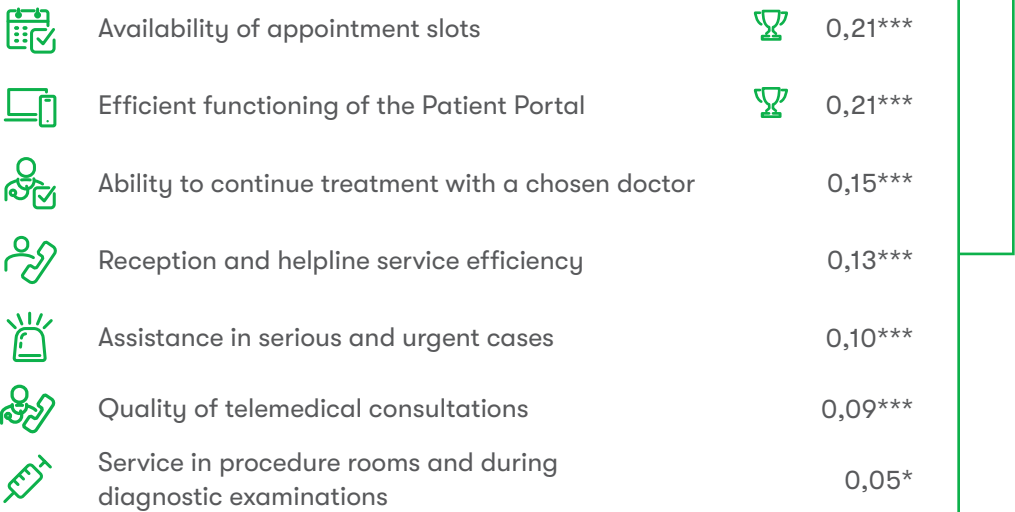 Availability of appointment slots 0,21***
Efficient functioning of the Patient Portal 0,21***
Ability to continue treatment with a chosen doctor 0,15***
Reception and helpline service efficiency 0,13***
Assistance in serious and urgent cases 0,10***
Quality of telemedical consultations 0,09***
Service in procedure rooms and during
diagnostic examinations 0,05*